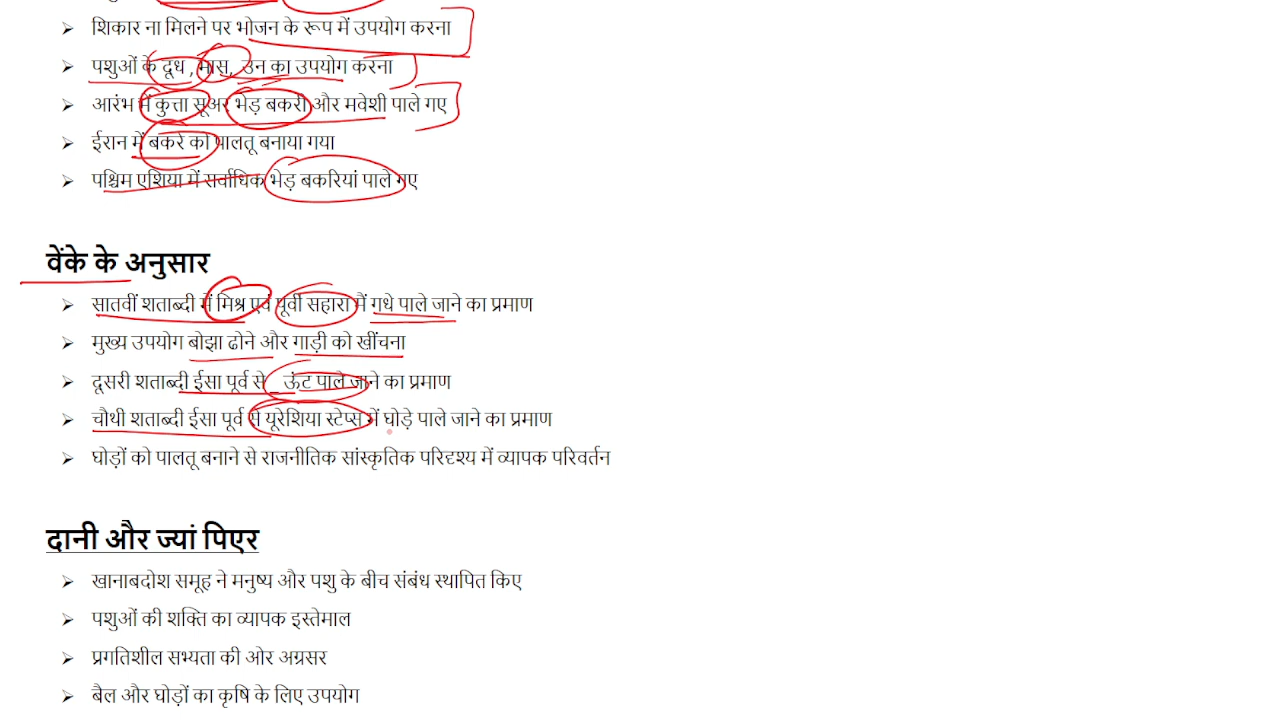 शिकार ना मिलने पर भोजन के रूप में उपयोग करना
पशुओं के दूध , मास, उन का उपयोग करना
आरंभ में कुत्ता सूअर भेड़ बकरी और मवेशी पाले गए
ईरान में बकरे को पालतू बनाया गया
पश्चिम एशिया में सर्वाधिक भेड़ बकरियां पाले गए
वेंके के अनुसार
सातवीं शताब्दी में मिश्र एवं पूर्वी सहारा मैं गधे पाले जाने का प्रमाण
मुख्य उपयोग बोझा ढोने और गाड़ी को खींचना
दूसरी शताब्दी ईसा पूर्व से ऊंट पाले जाने का प्रमाण
चौथी शताब्दी ईसा पूर्व से यूरेशिया स्टेप्स में घोड़े पाले जाने का प्रमाण
घोड़ों को पालतू बनाने से राजनीतिक सांस्कृतिक परिदृश्य में व्यापक परिवर्तन
दानी और ज्यां पिएर
खानाबदोश समूह ने मनुष्य और पशु के बीच संबंध स्थापित किए
पशुओं की शक्ति का व्यापक इस्तेमाल
प्रगतिशील सभ्यता की ओर अग्रसर
बैल और घोड़ों का कृषि के लिए उपयोग